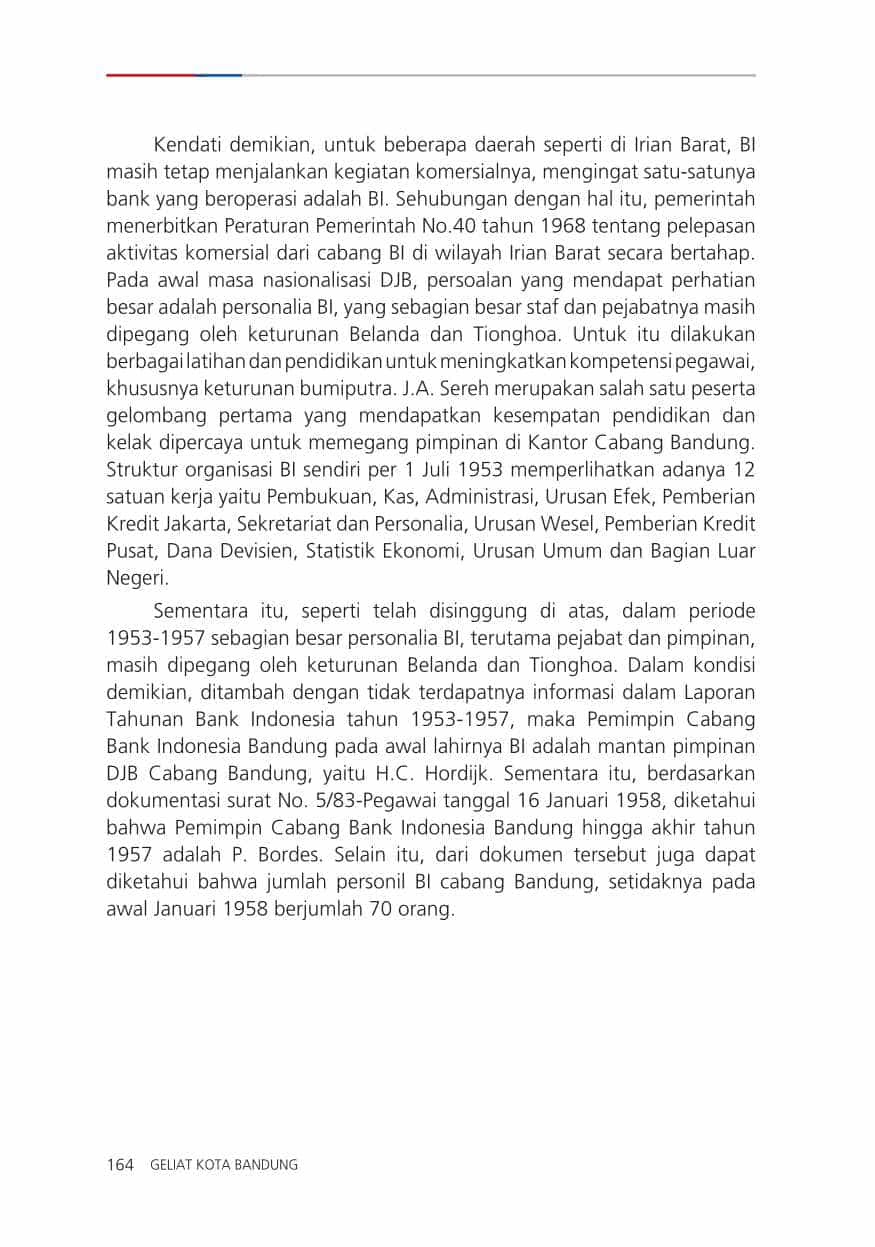 Kendati demikian, untuk beberapa daerah seperti di Irian Barat, BI
masih tetap menjalankan kegiatan komersialnya, mengingat satu-satunya
bank yang beroperasi adalah BI. Sehubungan dengan hal itu, pemerintah
menerbitkan Peraturan Pemerintah No.40 tahun 1968 tentang pelepasan
aktivitas komersial dari cabang BI di wilayah Irian Barat secara bertahap.
Pada awal masa nasionalisasi DJB, persoalan yang mendapat perhatian
besar adalah personalia BI, yang sebagian besar staf dan pejabatnya masih
dipegang oleh keturunan Belanda dan Tionghoa. Untuk itu dilakukan
berbagai latihan dan pendidikan untuk meningkatkan kompetensi pegawai,
khususnya keturunan bumiputra. J.A. Sereh merupakan salah satu peserta
gelombang pertama yang mendapatkan kesempatan pendidikan dan
kelak dipercaya untuk memegang pimpinan di Kantor Cabang Bandung.
Struktur organisasi BI sendiri per 1 Juli 1953 memperlihatkan adanya 12
satuan kerja yaitu Pembukuan, Kas, Administrasi, Urusan Efek, Pemberian
Kredit Jakarta, Sekretariat dan Personalia, Urusan Wesel, Pemberian Kredit
Pusat, Dana Devisien, Statistik Ekonomi, Urusan Umum dan Bagian Luar
Negeri.
Sementara itu, seperti telah disinggung di atas, dalam periode
1953-1957 sebagian besar personalia BI, terutama pejabat dan pimpinan,
masih dipegang oleh keturunan Belanda dan Tionghoa. Dalam kondisi
demikian, ditambah dengan tidak terdapatnya informasi dalam Laporan
Tahunan Bank Indonesia tahun 1953-1957, maka Pemimpin Cabang
Bank Indonesia Bandung pada awal lahirnya BI adalah mantan pimpinan
DJB Cabang Bandung, yaitu H.C. Hordijk. Sementara itu, berdasarkan
dokumentasi surat No. 5/83-Pegawai tanggal 16 Januari 1958, diketahui
bahwa Pemimpin Cabang Bank Indonesia Bandung hingga akhir tahun
1957 adalah P. Bordes. Selain itu, dari dokumen tersebut juga dapat
diketahui bahwa jumlah personil BI cabang Bandung, setidaknya pada
awal Januari 1958 berjumlah 70 orang.
164 GELIAT KOTA BANDUNG